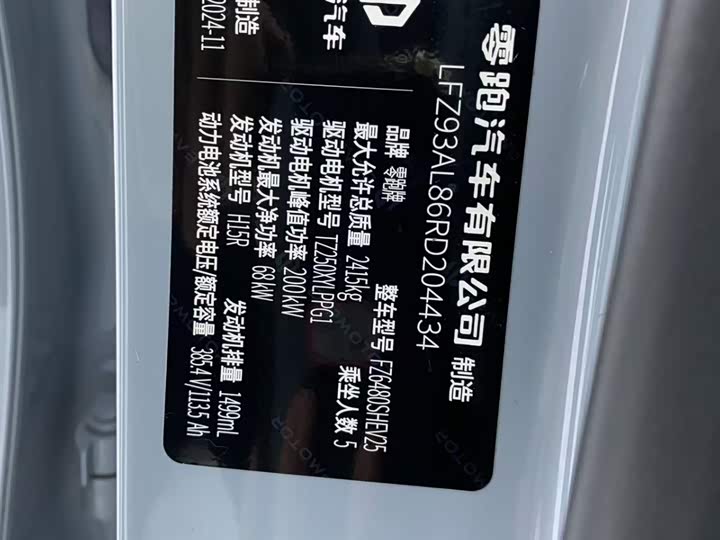 零跑汽车有限公司 制造
LFZ93AL86RD204434
品牌 零跑牌 整车型号 FZ6480SHEV25
最大允许总质量 2415kg 乘坐人数 5
驱动电机型号 TZ250XYLPPG1
驱动电机峰值功率 200kW
发动机最大净功率 68kW
发动机型号 H15R 发动机排量 1499mL
动力电池系统额定电压/额定容量 385.4V/113.5Ah
汽车
制造
2024-11